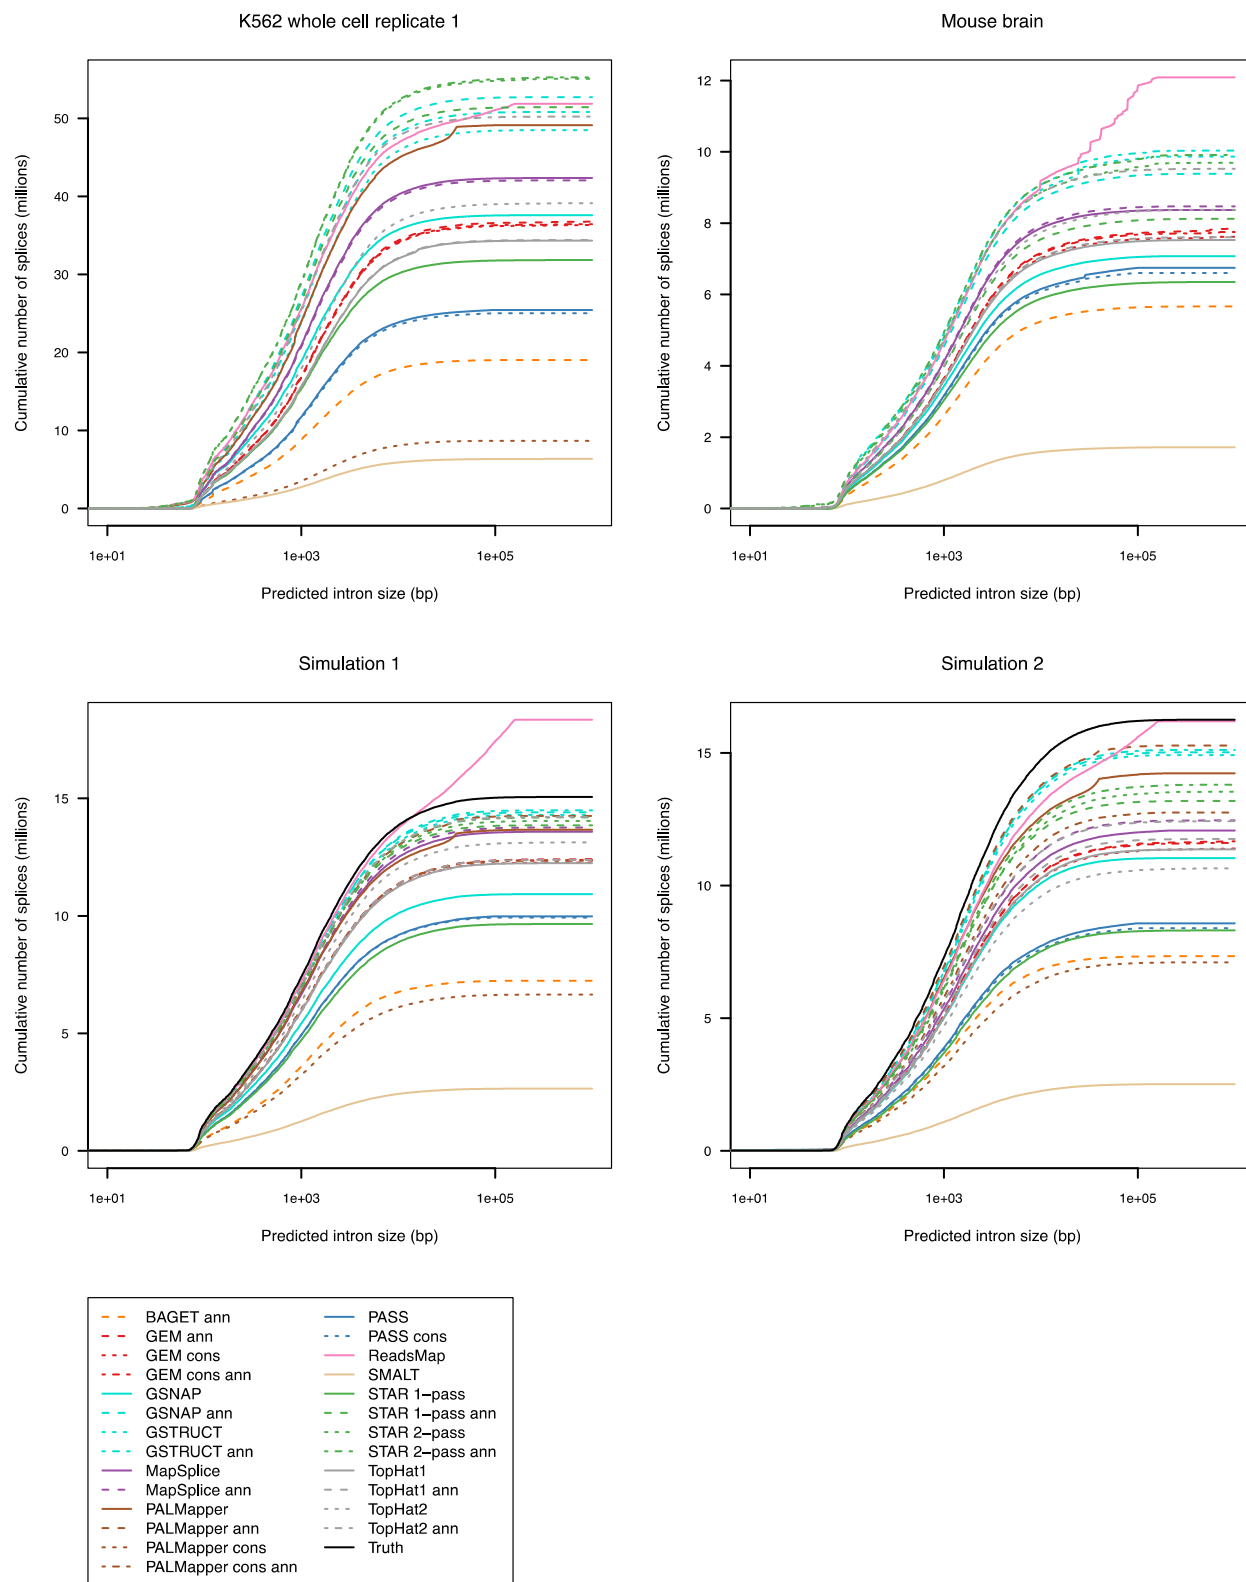 K562 whole cell replicate 1
Cumulative number of splices (millions)
50
40
30
20
10
0
1e+01 1e+03 1e+05
Predicted intron size (bp)
Mouse brain
Cumulative number of splices (millions)
12
10
8
6
4
2
0
1e+01 1e+03 1e+05
Predicted intron size (bp)
Simulation 1
Cumulative number of splices (millions)
15
10
5
0
1e+01 1e+03 1e+05
Predicted intron size (bp)
Simulation 2
Cumulative number of splices (millions)
15
10
5
0
1e+01 1e+03 1e+05
Predicted intron size (bp)
BAGET ann
GEM ann
GEM cons
GEM cons ann
GSNAP
GSNAP ann
GSTRUCT
GSTRUCT ann
MapSplice
MapSplice ann
PALMapper
PALMapper ann
PALMapper cons
PALMapper cons ann
PASS
PASS cons
ReadsMap
SMALT
STAR 1−pass
STAR 1−pass ann
STAR 2−pass
STAR 2−pass ann
TopHat1
TopHat1 ann
TopHat2
TopHat2 ann
Truth